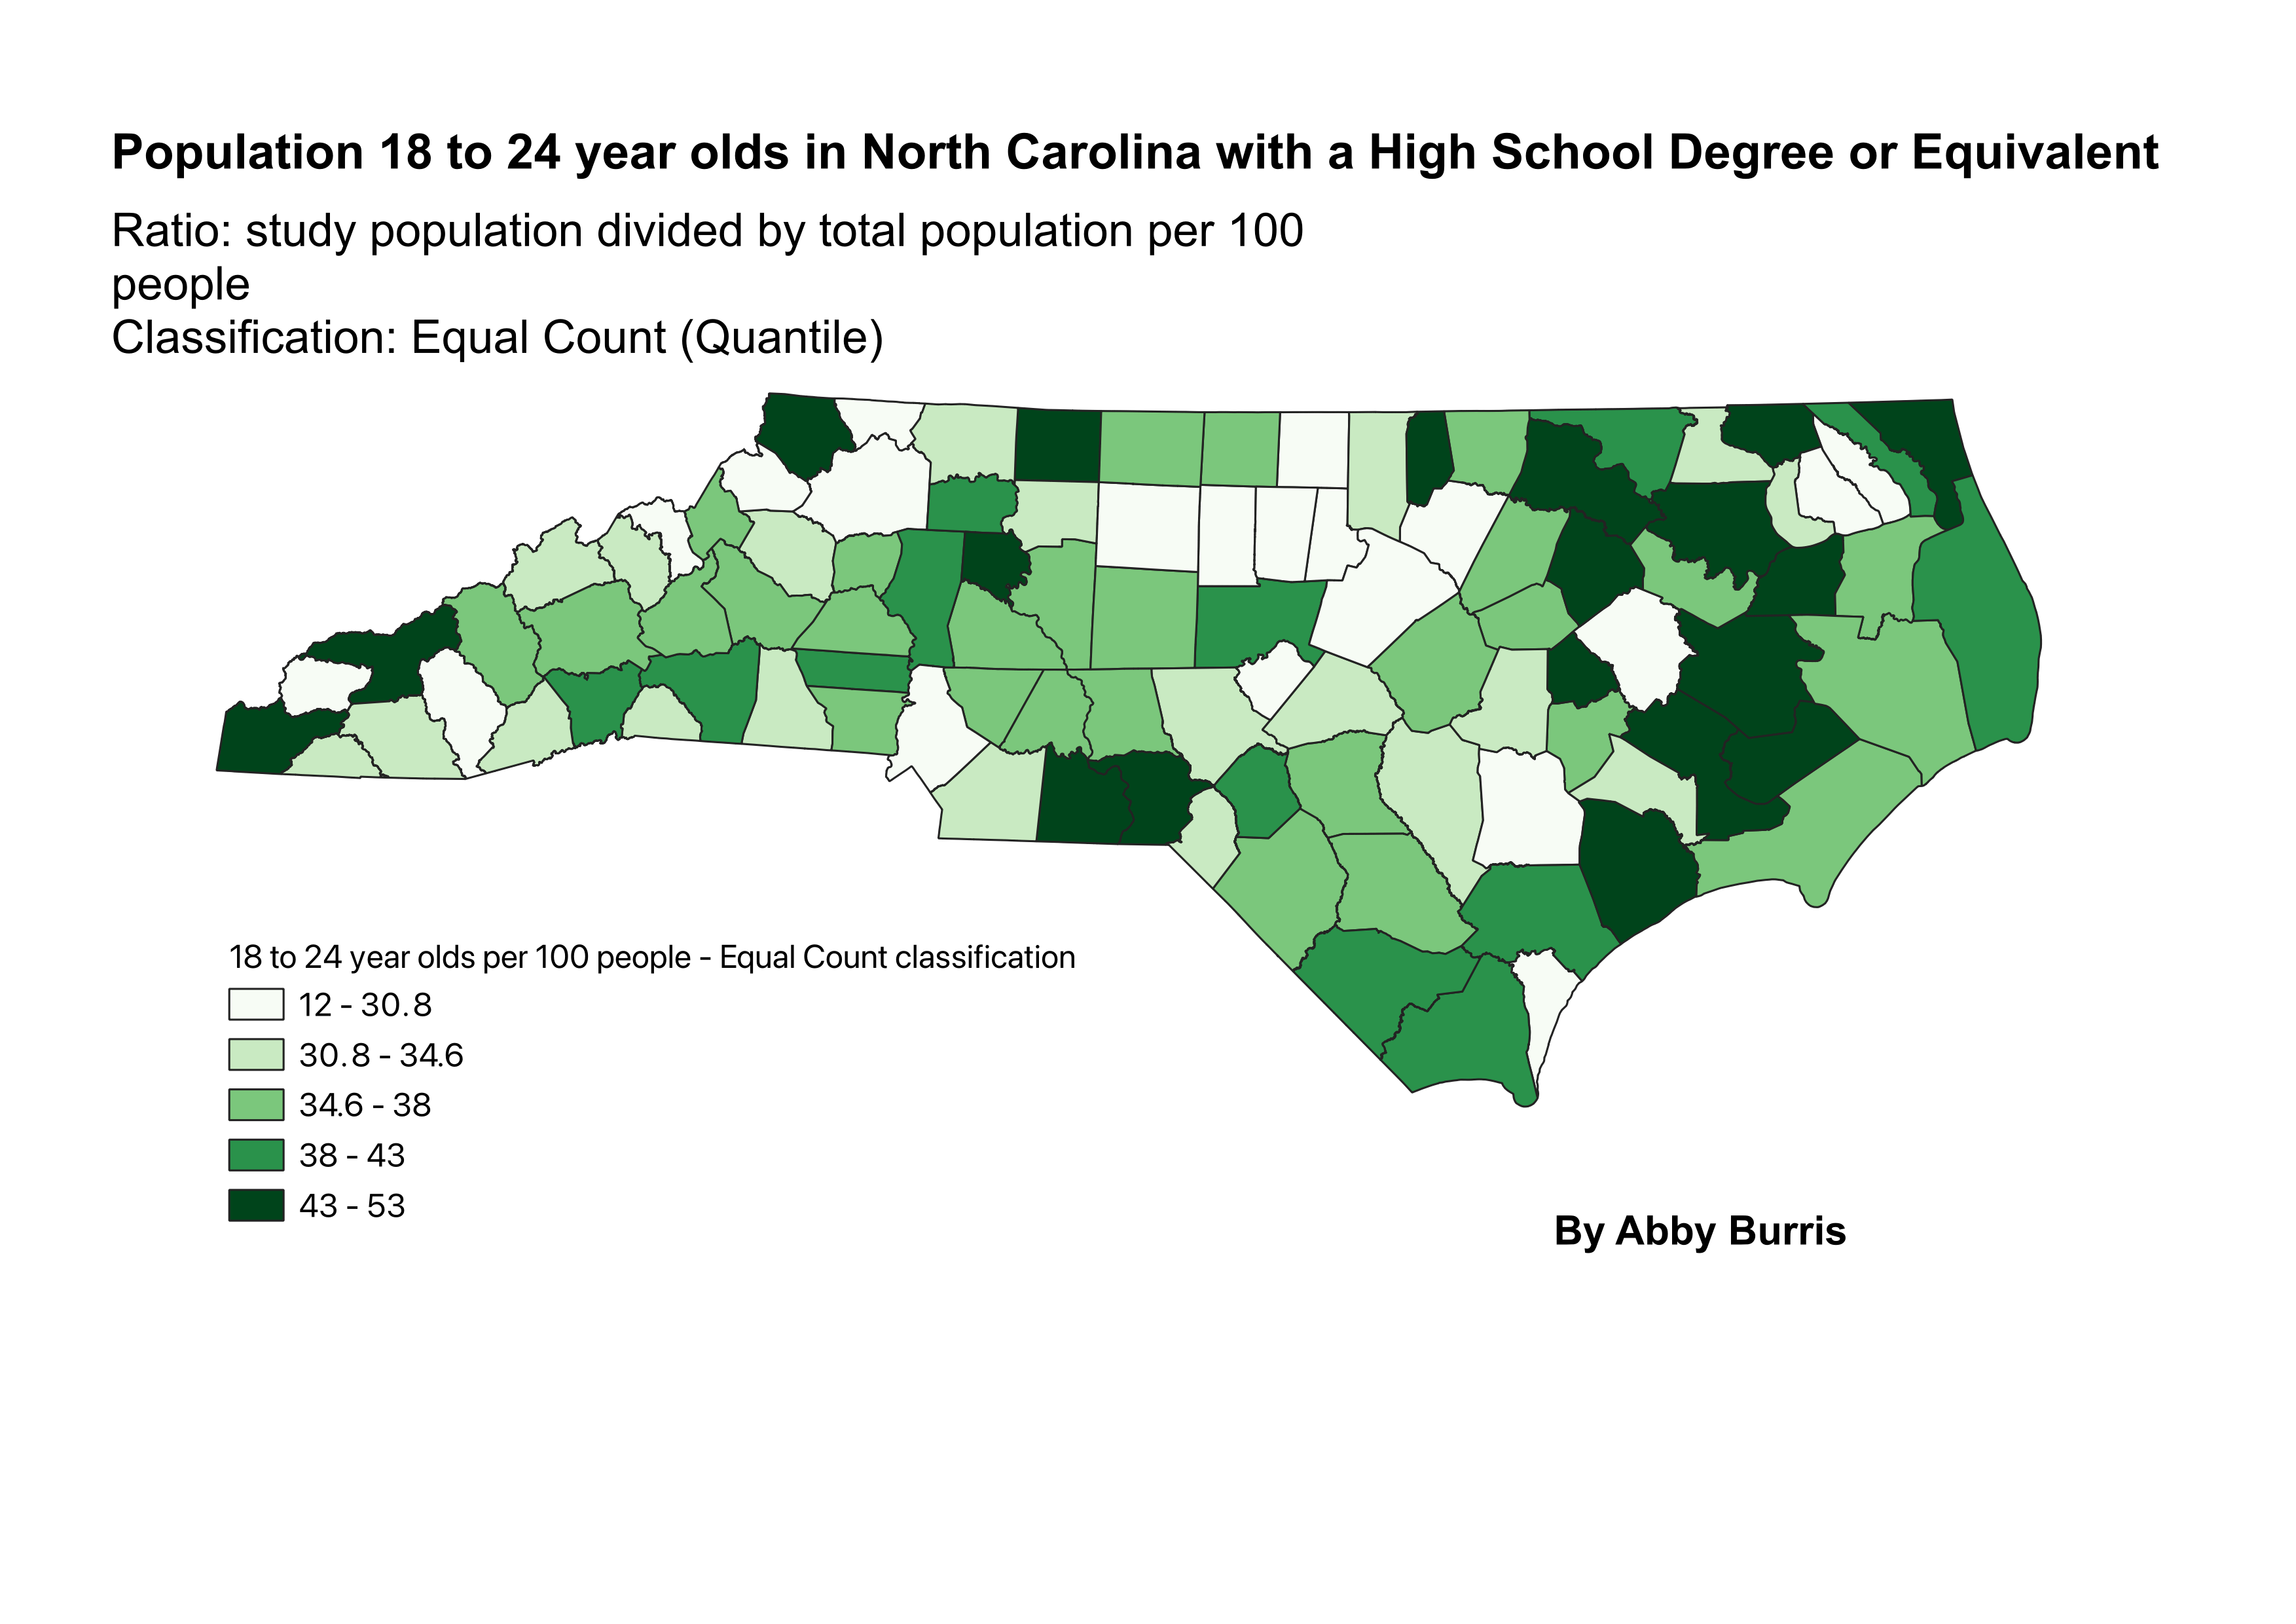 Population 18 to 24 year olds in North Carolina with a High School Degree or Equivalent
Ratio: study population divided by total population per 100
people
Classification: Equal Count (Quantile)
18 to 24 year olds per 100 people - Equal Count classification
12 - 30.8
30.8 - 34.6
34.6 - 38
38 - 43
43 - 53
By Abby Burris